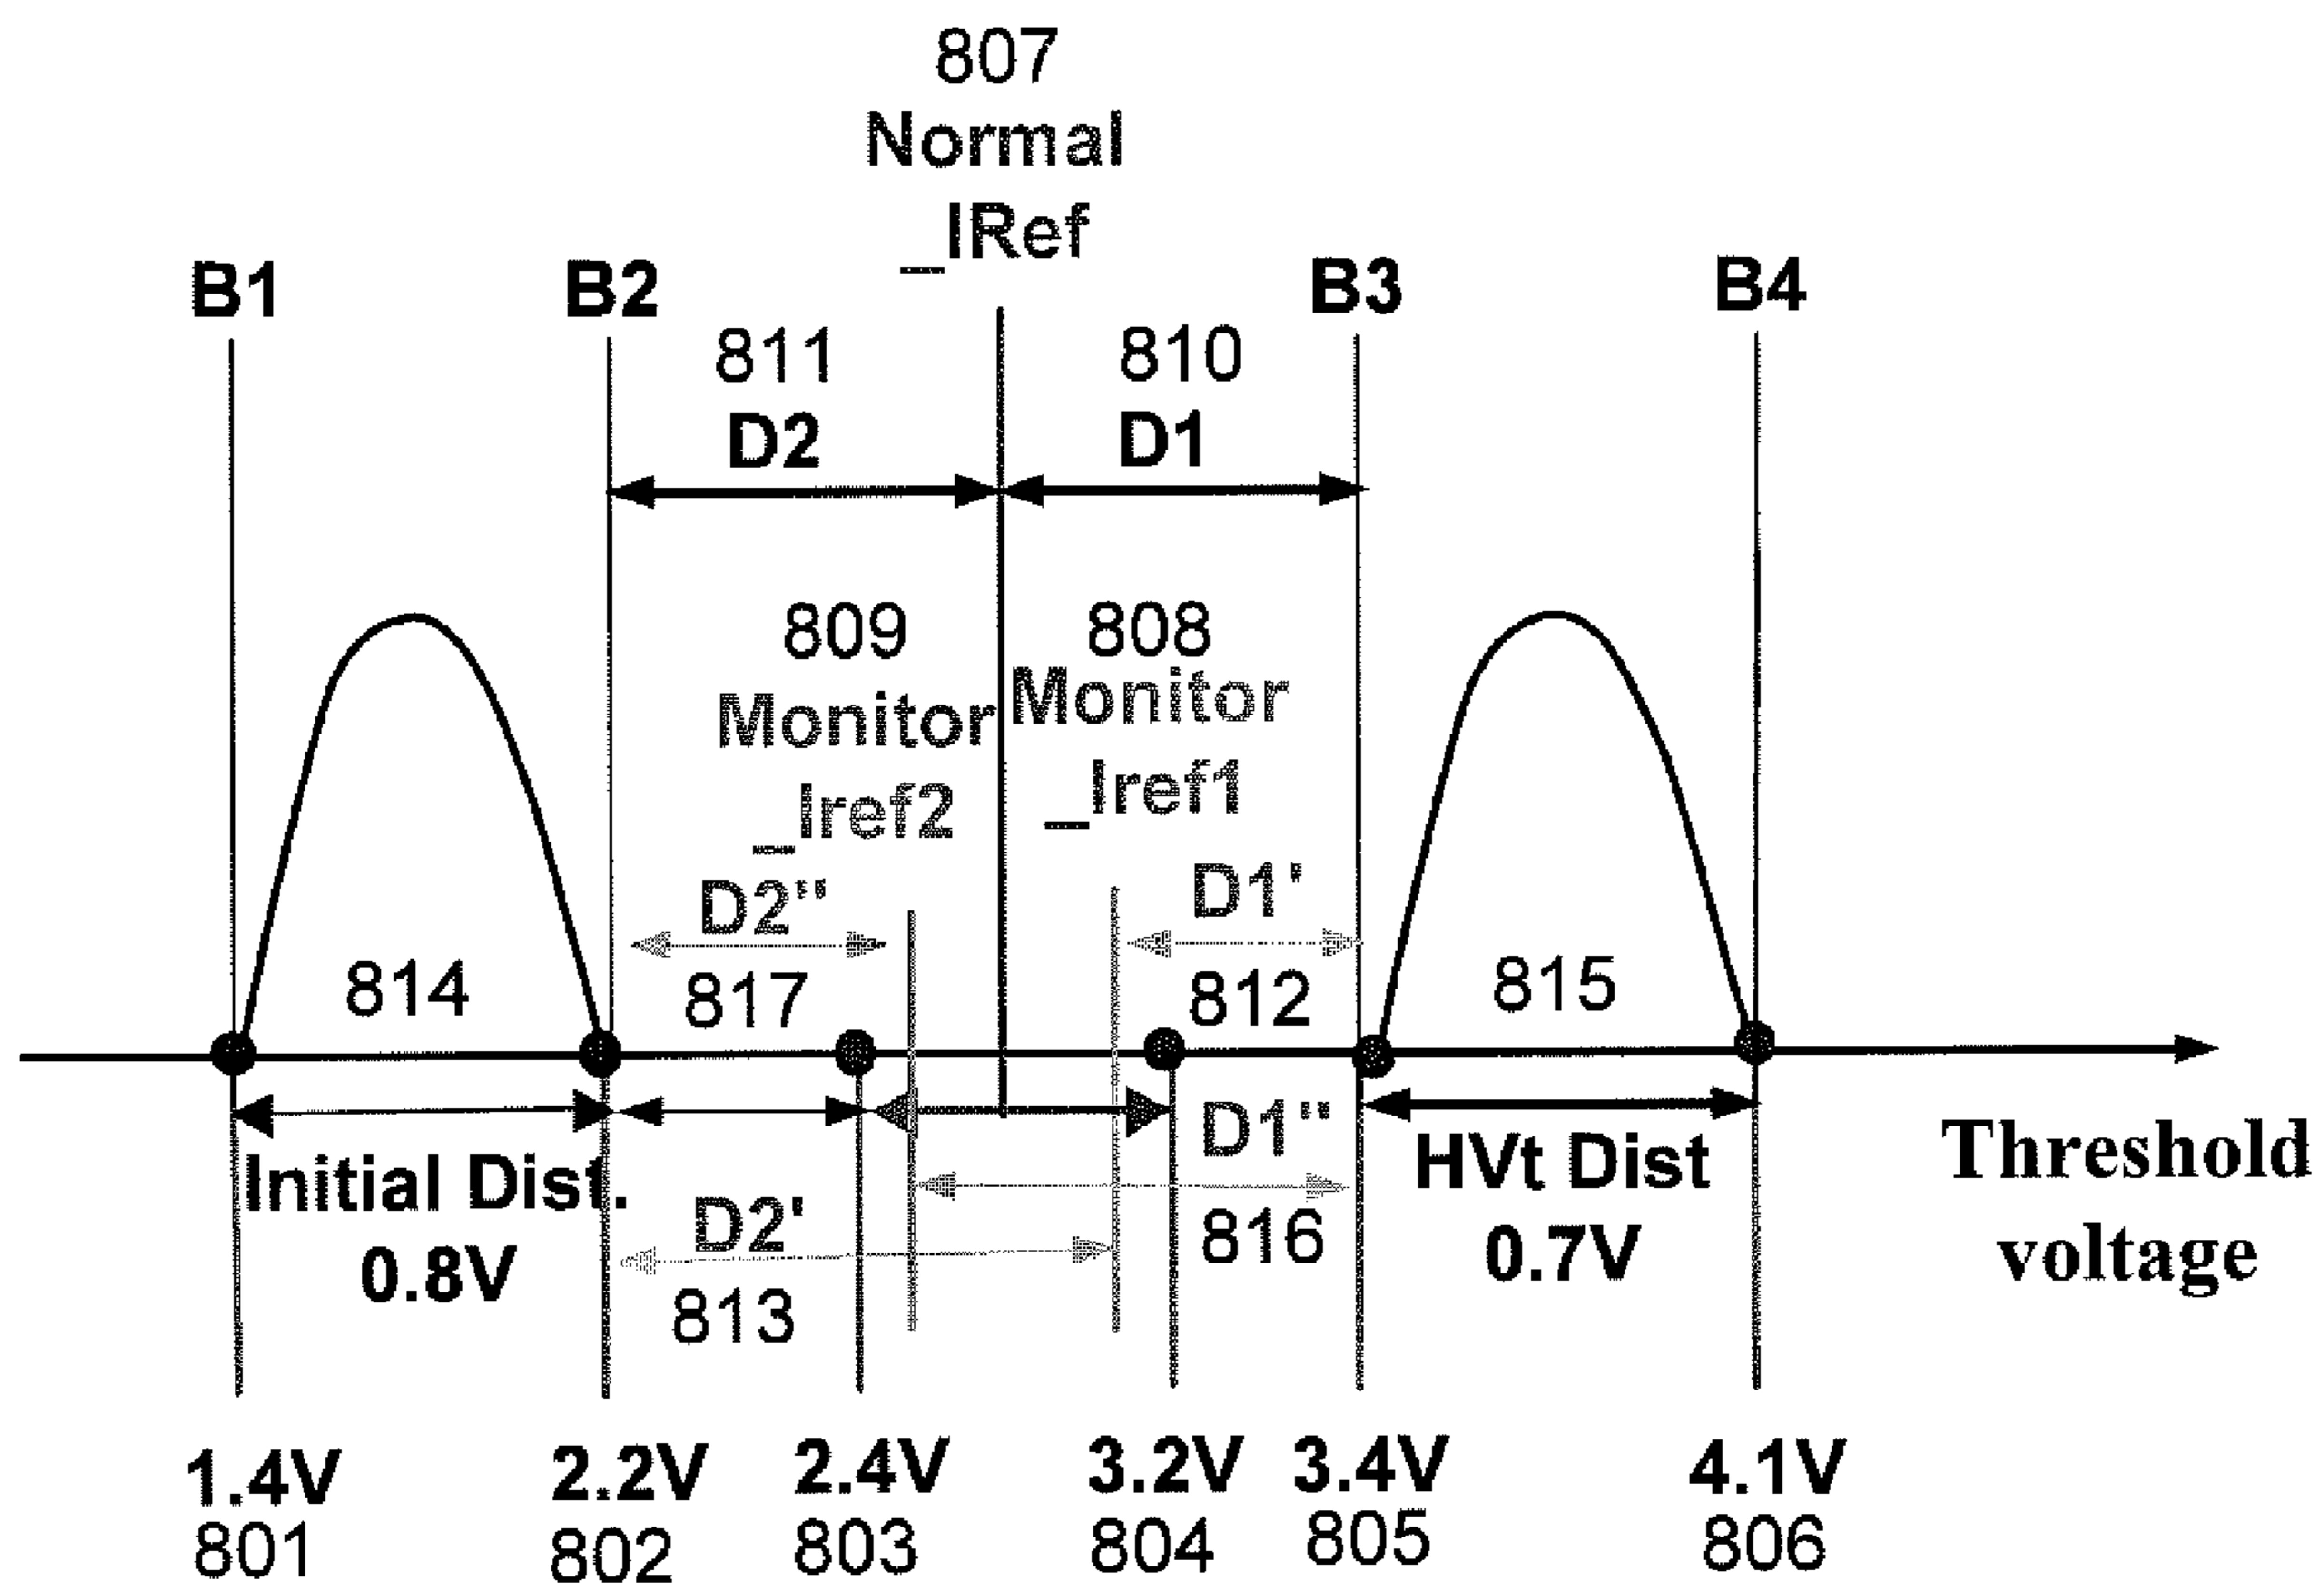 807
Normal
_IRef
B1
B2
B3
B4
811
810
D2
D1
809
808
Monitor
Monitor
_Iref2
_Iref1
D2"
D1'
814
817
812
815
D1"
Initial Dist.
0.8V
D2'
813
816
HVt Dist
0.7V
Threshold
voltage
1.4V
2.2V
2.4V
3.2V
3.4V
4.1V
801
802
803
804
805
806